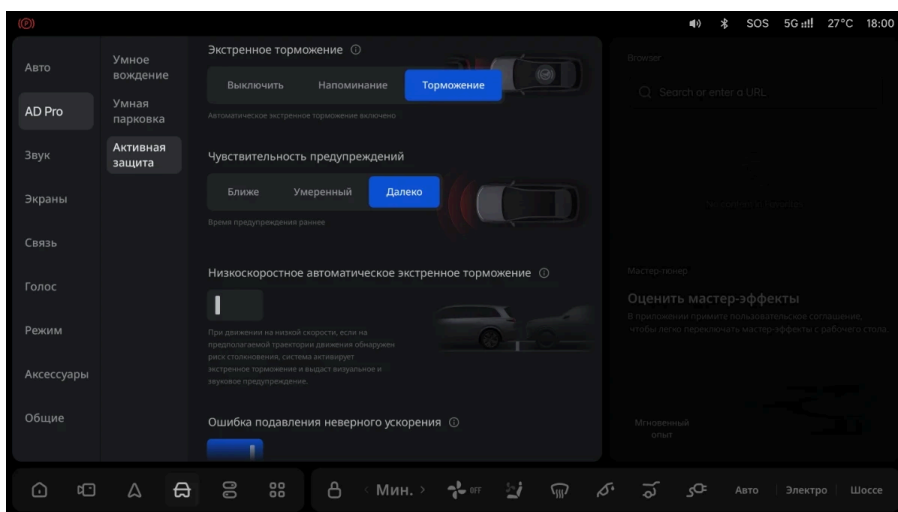 (P)
SOS 5G 27°C 18:00
Авто
AD Pro
Звук
Экраны
Связь
Голос
Режим
Аксессуары
Общие
Умное
вождение
Умная
парковка
Активная
защита
Экстренное торможение
Выключить Напоминание Торможение
Автоматическое экстренное торможение включено
Чувствительность предупреждений
Ближе Умеренный Далеко
Время предупреждения раннее
Низкоскоростное автоматическое экстренное торможение
При движении на низкой скорости, если на
предполагаемой траектории движения обнаружен
риск столкновения, система активирует
экстренное торможение и выдаст визуальное и
звуковое предупреждение.
Ошибка подавления неверного ускорения
Browser
Search or enter a URL
Мастер-тюнер
Оценить мастер-эффекты
В приложении примите пользовательское соглашение,
чтобы легко переключать мастер-эффекты с рабочего стола
Мгновенный
опыт
< Мин. > OFF Авто Электро Шоссе